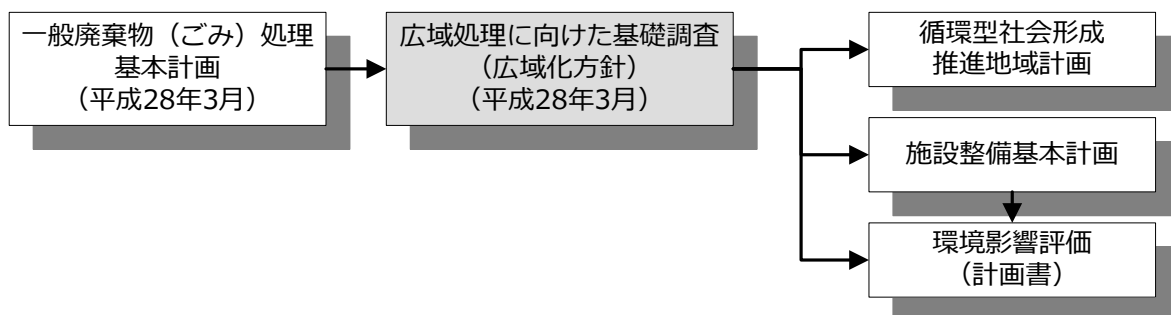 一般廃棄物（ごみ）処理
基本計画
（平成28年3月）
広域処理に向けた基礎調査
（広域化方針）
（平成28年3月）
循環型社会形成
推進地域計画
施設整備基本計画
環境影響評価
（計画書）